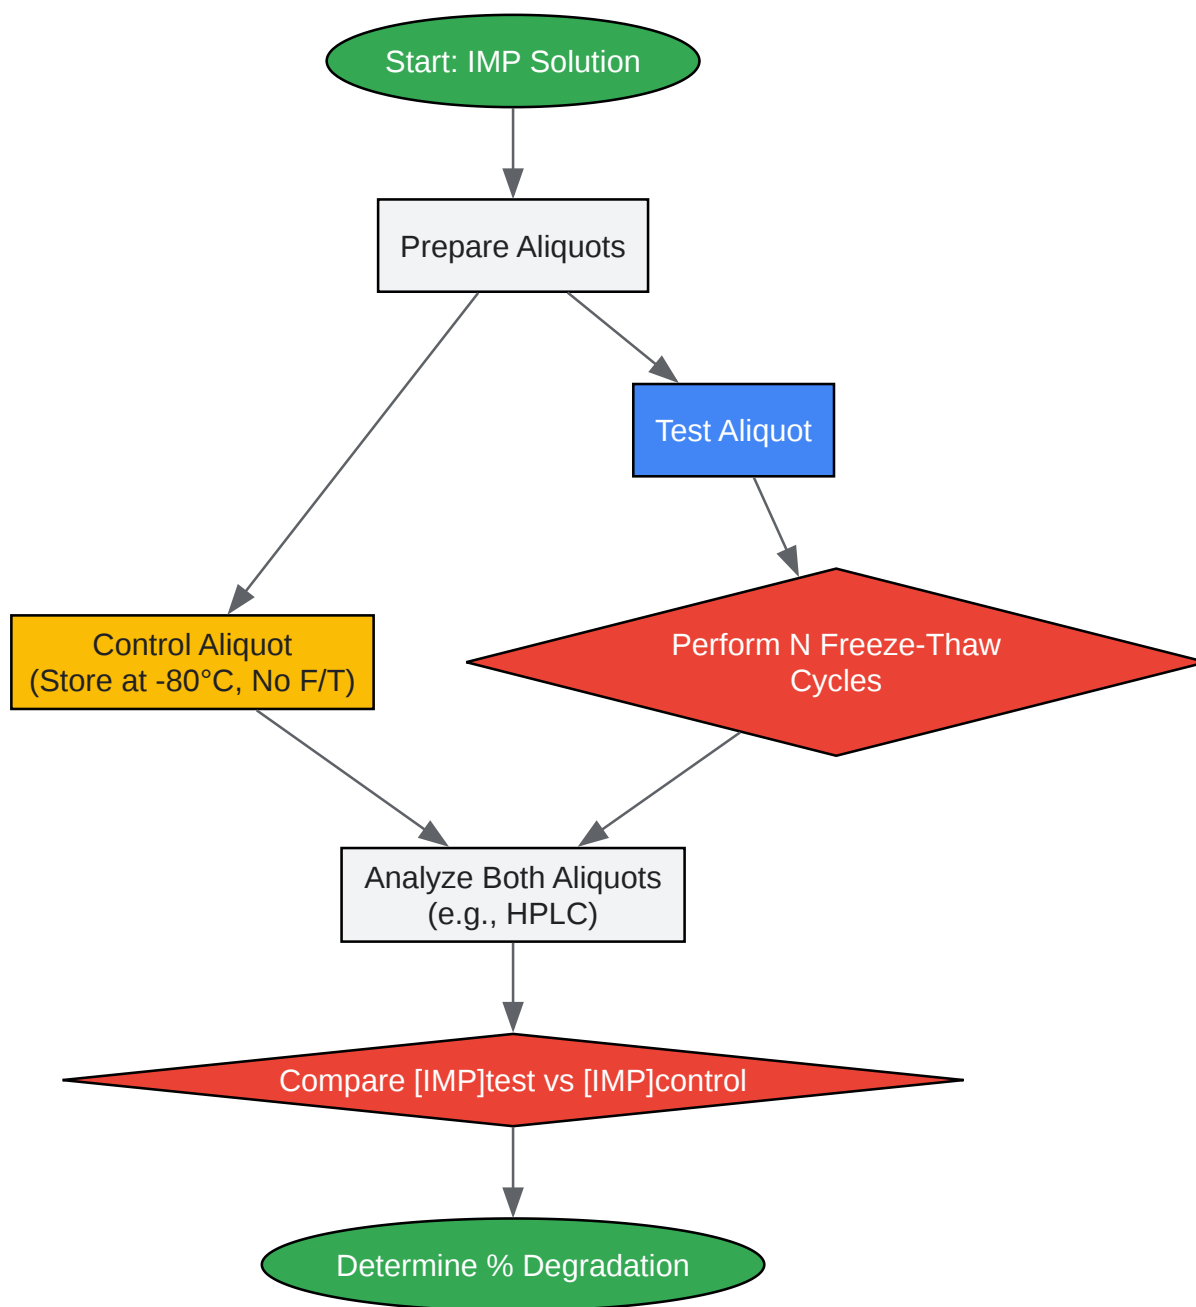 Start: IMP Solution
Prepare Aliquots
Test Aliquot
Control Aliquot
(Store at -80°C, No F/T)
Perform N Freeze-Thaw
Cycles
Analyze Both Aliquots
(e.g., HPLC)
Compare [IMP]test vs [IMP]control
Determine % Degradation